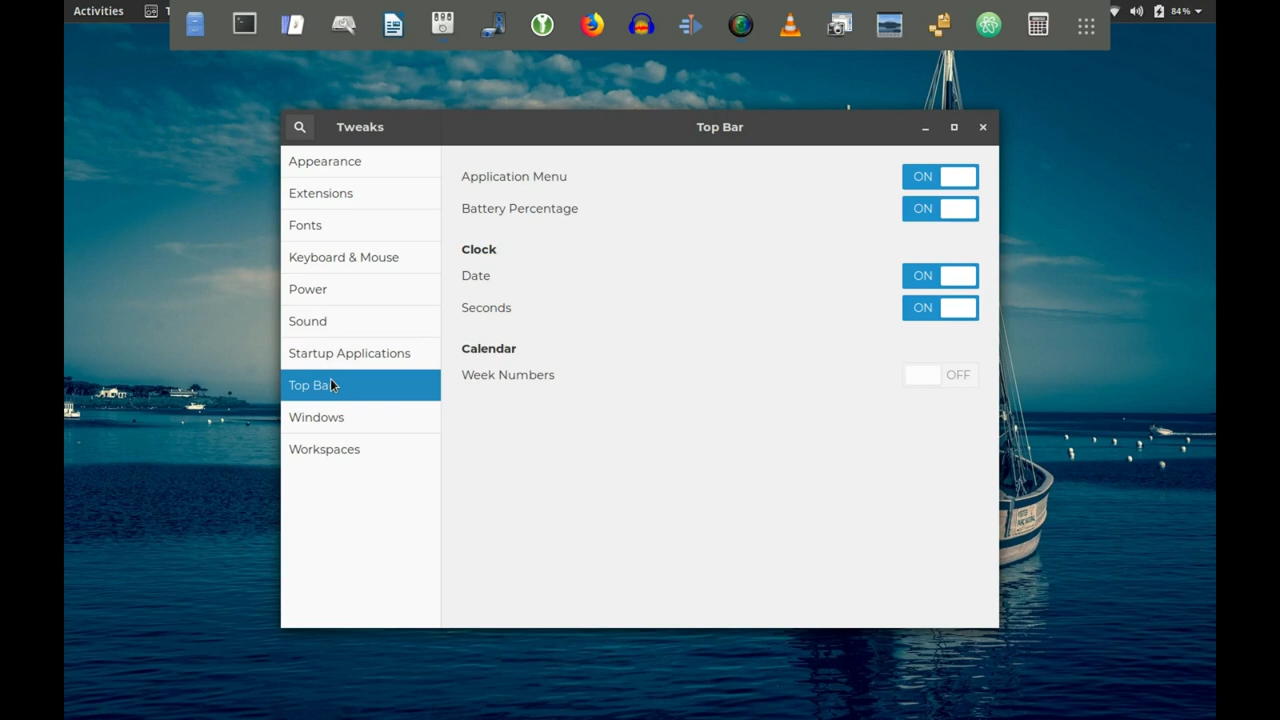 Activities
84%
Tweaks
Top Bar
Appearance
Extensions
Fonts
Keyboard & Mouse
Power
Sound
Startup Applications
Top Bar
Windows
Workspaces
Application Menu ON
Battery Percentage ON
Clock
Date ON
Seconds ON
Calendar
Week Numbers OFF